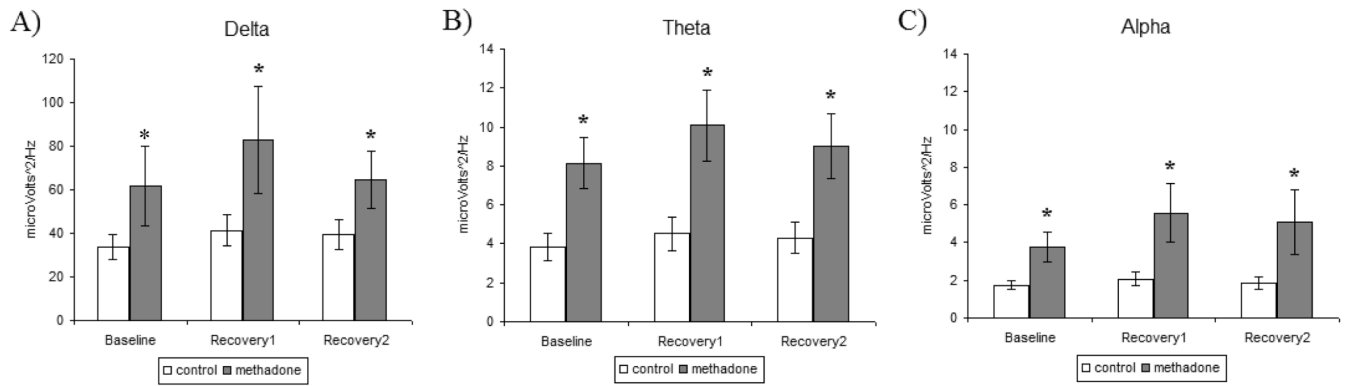 A)
Delta
120
100
80
60
40
20
0
microVolts^2/Hz
*
*
*
Baseline Recovery1 Recovery2
control methadone
B)
Theta
14
12
10
8
6
4
2
0
microVolts^2/Hz
*
*
*
Baseline Recovery1 Recovery2
control methadone
C)
Alpha
14
12
10
8
6
4
2
0
microVolts^2/Hz
*
*
*
Baseline Recovery1 Recovery2
control methadone